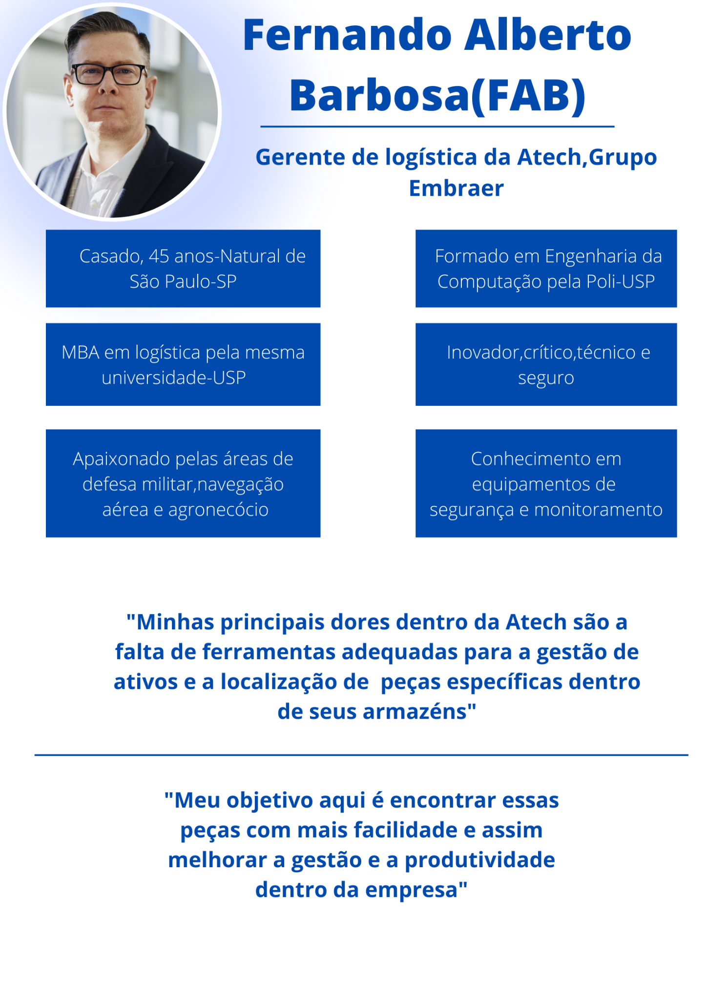 Fernando Alberto
Barbosa(FAB)
Gerente de logística da Atech,Grupo
Embraer
Casado, 45 anos-Natural de
São Paulo-SP
Formado em Engenharia da
Computação pela Poli-USP
MBA em logística pela mesma
universidade-USP
Inovador,crítico,técnico e
seguro
Apaixonado pelas áreas de
defesa militar,navegação
aérea e agronecócio
Conhecimento em
equipamentos de
segurança e monitoramento
"Minhas principais dores dentro da Atech são a
falta de ferramentas adequadas para a gestão de
ativos e a localização de  peças específicas dentro
de seus armazéns"
"Meu objetivo aqui é encontrar essas
peças com mais facilidade e assim
melhorar a gestão e a produtividade
dentro da empresa"